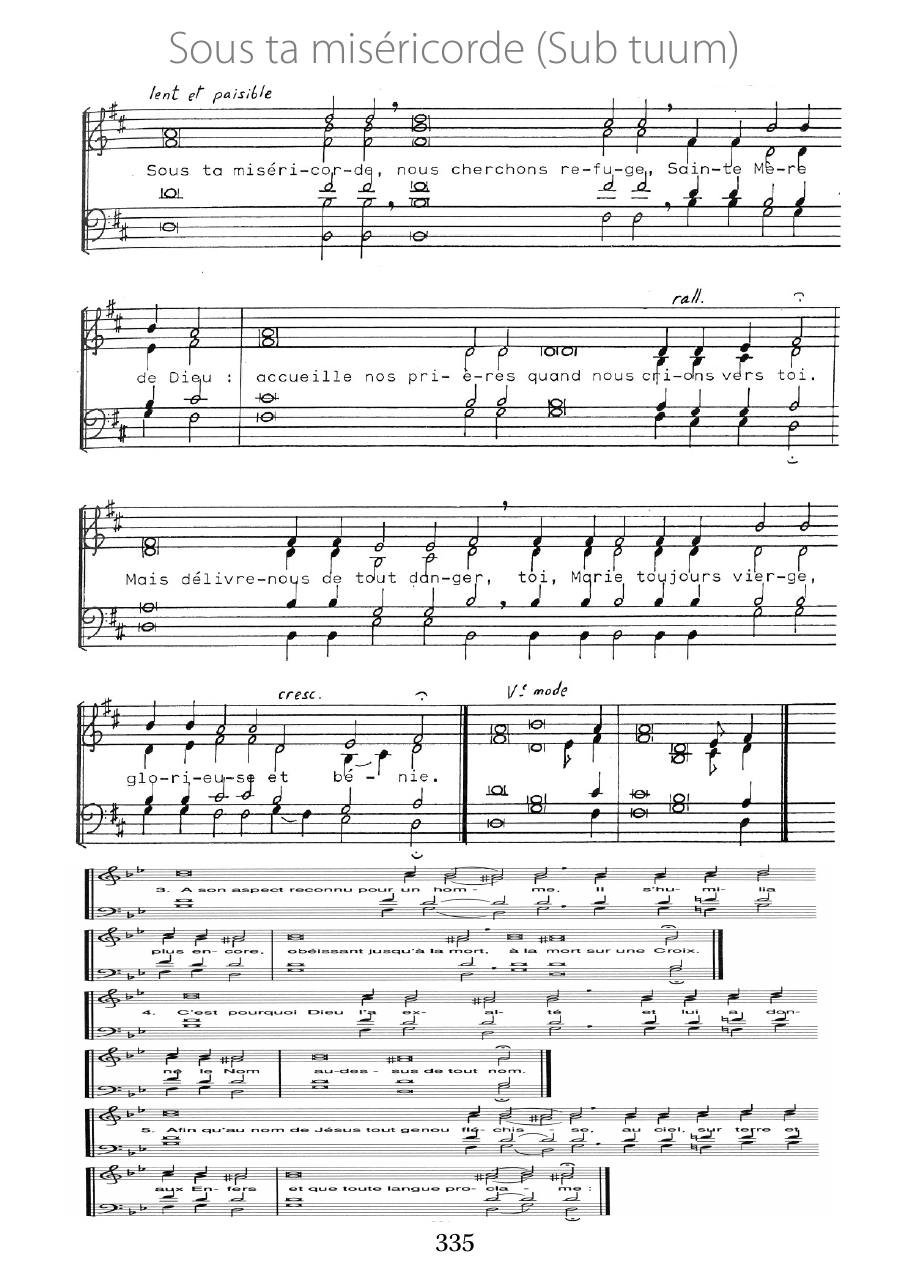 Sous ta miséricorde (Sub tuum)
lent et paisible
Sous ta miséri-cor-de, nous cherchons re-fu-ge, Sain-te Mè-re
rall.
de Dieu : accueille nos pri-è-res quand nous cri-ons vers toi.
Mais délivre-nous de tout dan-ger, toi, Marie toujours vier-ge,
cresc. Ve mode
glo-ri-eu-se et bé-nie.
3. A son aspect reconnu pour un hom- me. Il s'hu- mi- lia
plus en-core, obéissant jusqu'à la mort, à la mort sur une Croix.
4. C'est pourquoi Dieu l'a ex- al- té et lui a don-
né le Nom au-des- sus de tout nom.
5. Afin qu'au nom de Jésus tout genou flé-chis - se, au ciel, sur terre et
aux En-fers et que toute langue pro-cla - me :
335